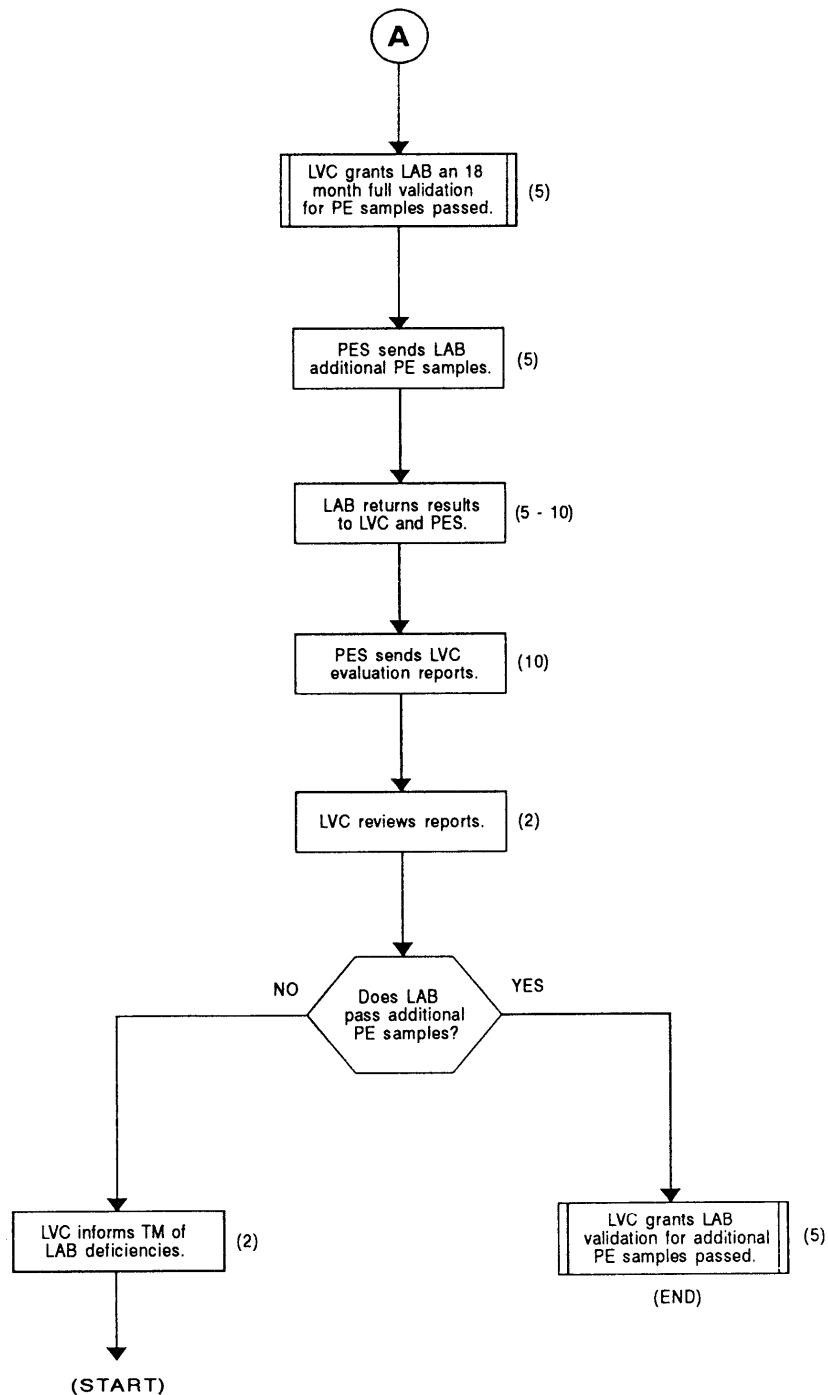 A
LVC grants LAB an 18
month full validation
for PE samples passed.
(5)
PES sends LAB
additional PE samples.
(5)
LAB returns results
to LVC and PES.
(5 - 10)
PES sends LVC
evaluation reports.
(10)
LVC reviews reports.
(2)
Does LAB
pass additional
PE samples?
NO
YES
LVC informs TM of
LAB deficiencies.
(2)
(START)
LVC grants LAB
validation for additional
PE samples passed.
(5)
(END)